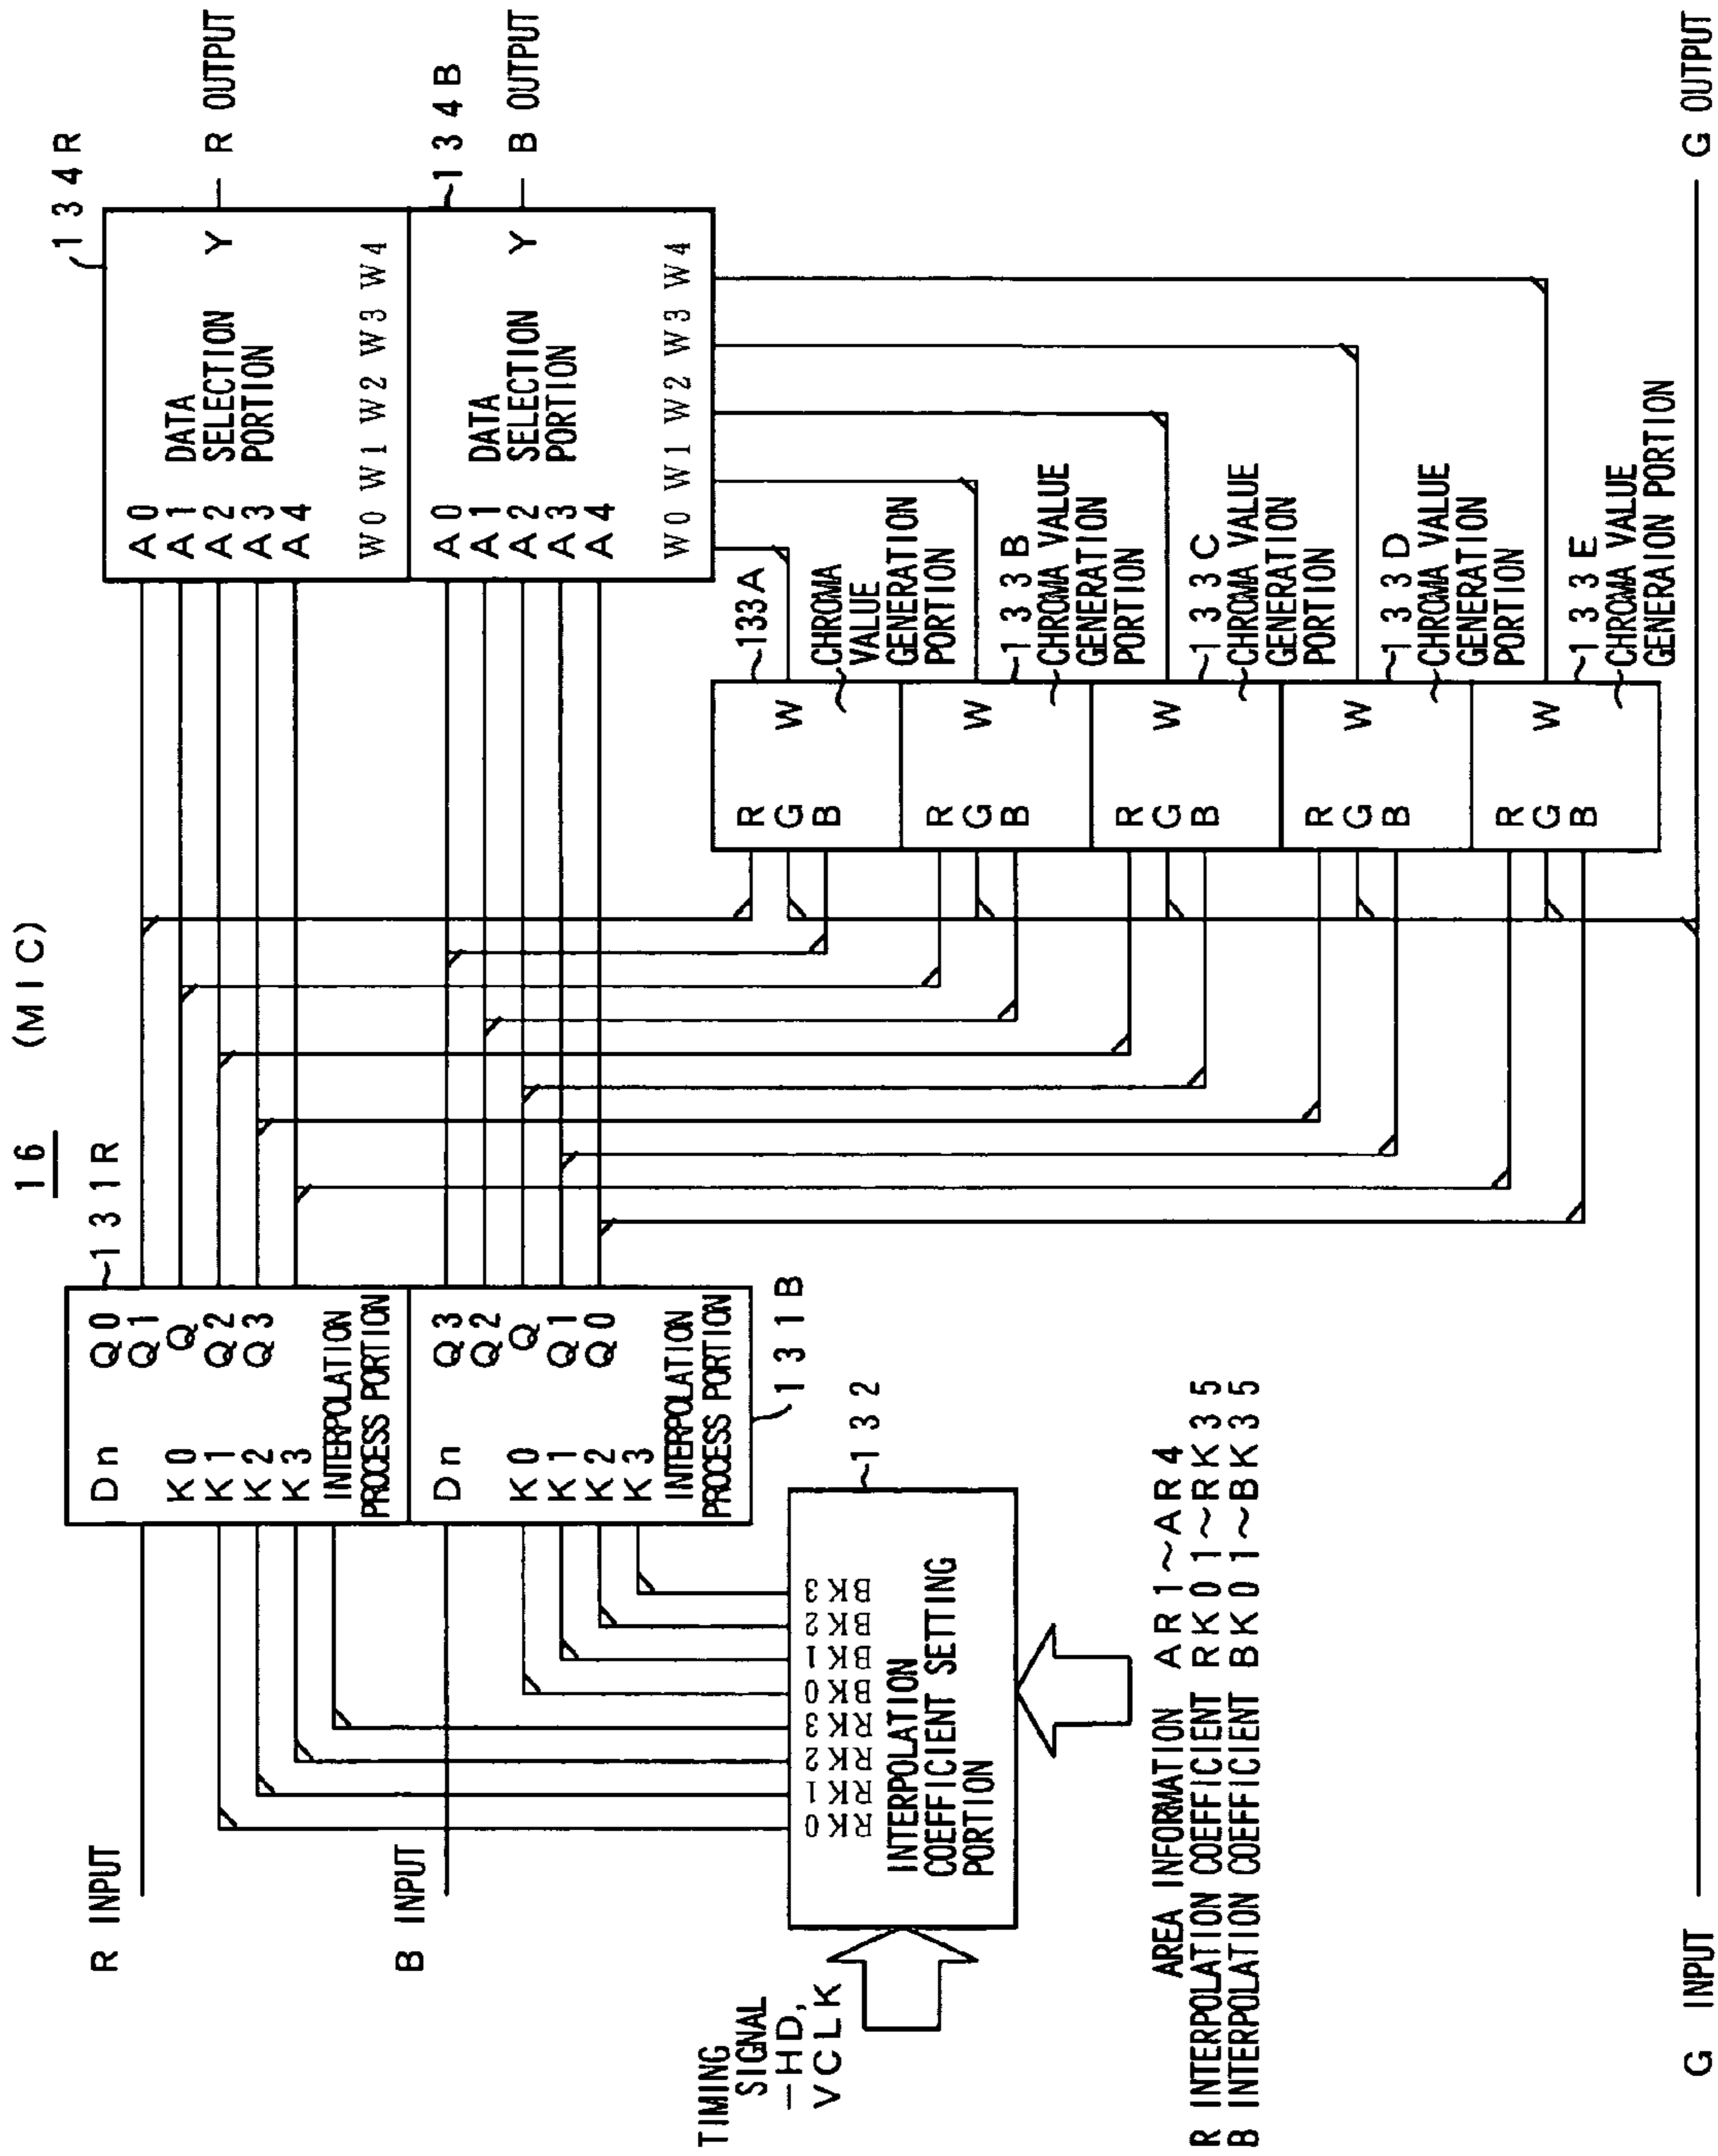 16 (MIC)
R INPUT
B INPUT
G INPUT
TIMING
SIGNAL
-HD,
VCLK
Dn
K0
K1
K2
K3
Q0
Q1
Q
Q2
Q3
INTERPOLATION
PROCESS PORTION
131R
Dn
K0
K1
K2
K3
Q3
Q2
Q
Q1
Q0
INTERPOLATION
PROCESS PORTION
131B
RK0 RK1 RK2 RK3 BK0 BK1 BK2 BK3
INTERPOLATION
COEFFICIENT SETTING
PORTION
132
AREA INFORMATION AR1~AR4
R INTERPOLATION COEFFICIENT RK01~RK35
B INTERPOLATION COEFFICIENT BK01~BK35
A0
A1
A2
A3
A4
DATA
SELECTION
PORTION
Y
W0 W1 W2 W3 W4
134R
R OUTPUT
A0
A1
A2
A3
A4
DATA
SELECTION
PORTION
Y
W0 W1 W2 W3 W4
134B
B OUTPUT
R
G
B
W
133A
CHROMA
VALUE
GENERATION
PORTION
R
G
B
W
133B
CHROMA VALUE
GENERATION
PORTION
R
G
B
W
133C
CHROMA VALUE
GENERATION
PORTION
R
G
B
W
133D
CHROMA VALUE
GENERATION
PORTION
R
G
B
W
133E
CHROMA VALUE
GENERAION PORTION
G OUTPUT